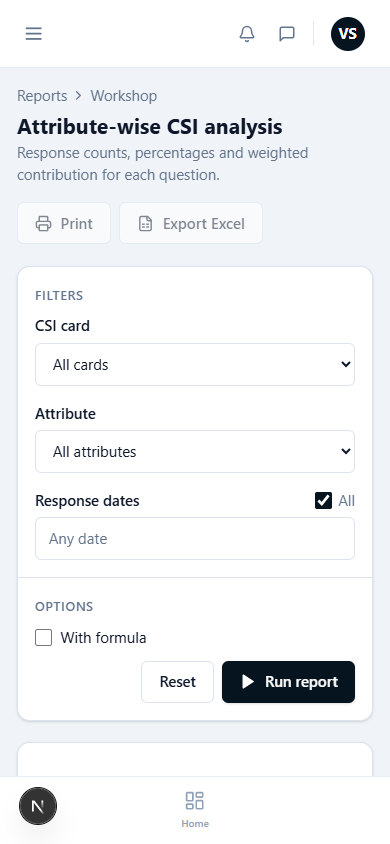 VS
Reports > Workshop
Attribute-wise CSI analysis
Response counts, percentages and weighted
contribution for each question.
Print
Export Excel
FILTERS
CSI card
All cards
Attribute
All attributes
Response dates
All
Any date
OPTIONS
With formula
Reset
Run report
N
Home